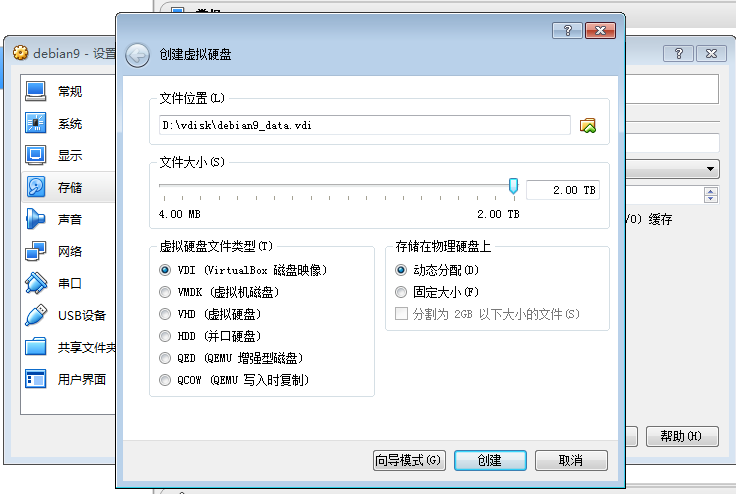 常规
debian9 - 设置
创建虚拟硬盘
常规
系统
显示
存储
声音
网络
串口
USB设备
共享文件夹
用户界面
文件位置(L)
D:\vdisk\debian9_data.vdi
文件大小(S)
2.00 TB
4.00 MB
2.00 TB
虚拟硬盘文件类型(T)
VDI (VirtualBox 磁盘映像)
VMDK (虚拟机磁盘)
VHD (虚拟硬盘)
HDD (并口硬盘)
QED (QEMU 增强型磁盘)
QCOW (QEMU 写入时复制)
存储在物理硬盘上
动态分配(D)
固定大小(F)
分割为 2GB 以下大小的文件(S)
/O) 缓存
向导模式(G)
创建
取消
帮助(H)